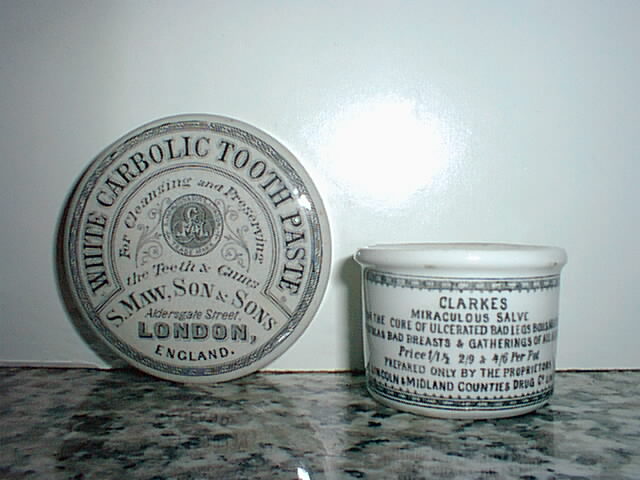 WHITE CARBOLIC TOOTH PASTE
For Cleansing and Preserving
the Teeth & Gums
S. MAW, SON & SONS
Aldersgate Street,
LONDON,
ENGLAND.
CLARKES
MIRACULOUS SALVE
THE CURE OF ULCERATED BAD LEGS
BAD BREASTS & GATHERINGS OF
Price 1/1½ 2/9 & 4/6 Per Pot
PREPARED ONLY BY THE PROPRIETORS
LINCOLN & MIDLAND COUNTIES DRUG Co